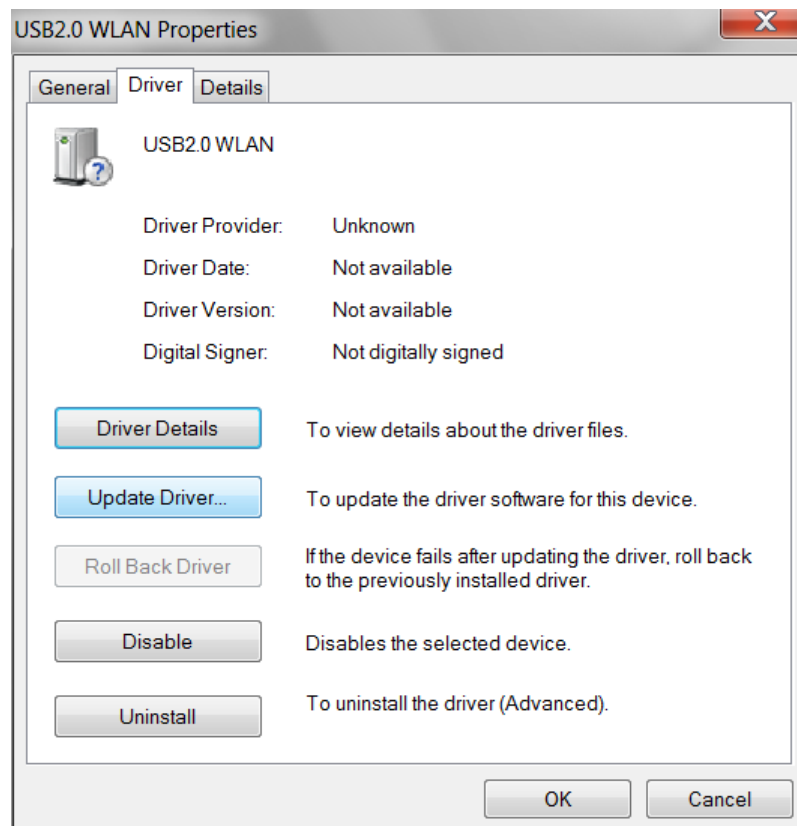 USB2.0 WLAN Properties
X
General Driver Details
?
USB2.0 WLAN
Driver Provider: Unknown
Driver Date: Not available
Driver Version: Not available
Digital Signer: Not digitally signed
Driver Details To view details about the driver files.
Update Driver... To update the driver software for this device.
Roll Back Driver If the device fails after updating the driver, roll back
to the previously installed driver.
Disable Disables the selected device.
Uninstall To uninstall the driver (Advanced).
OK Cancel